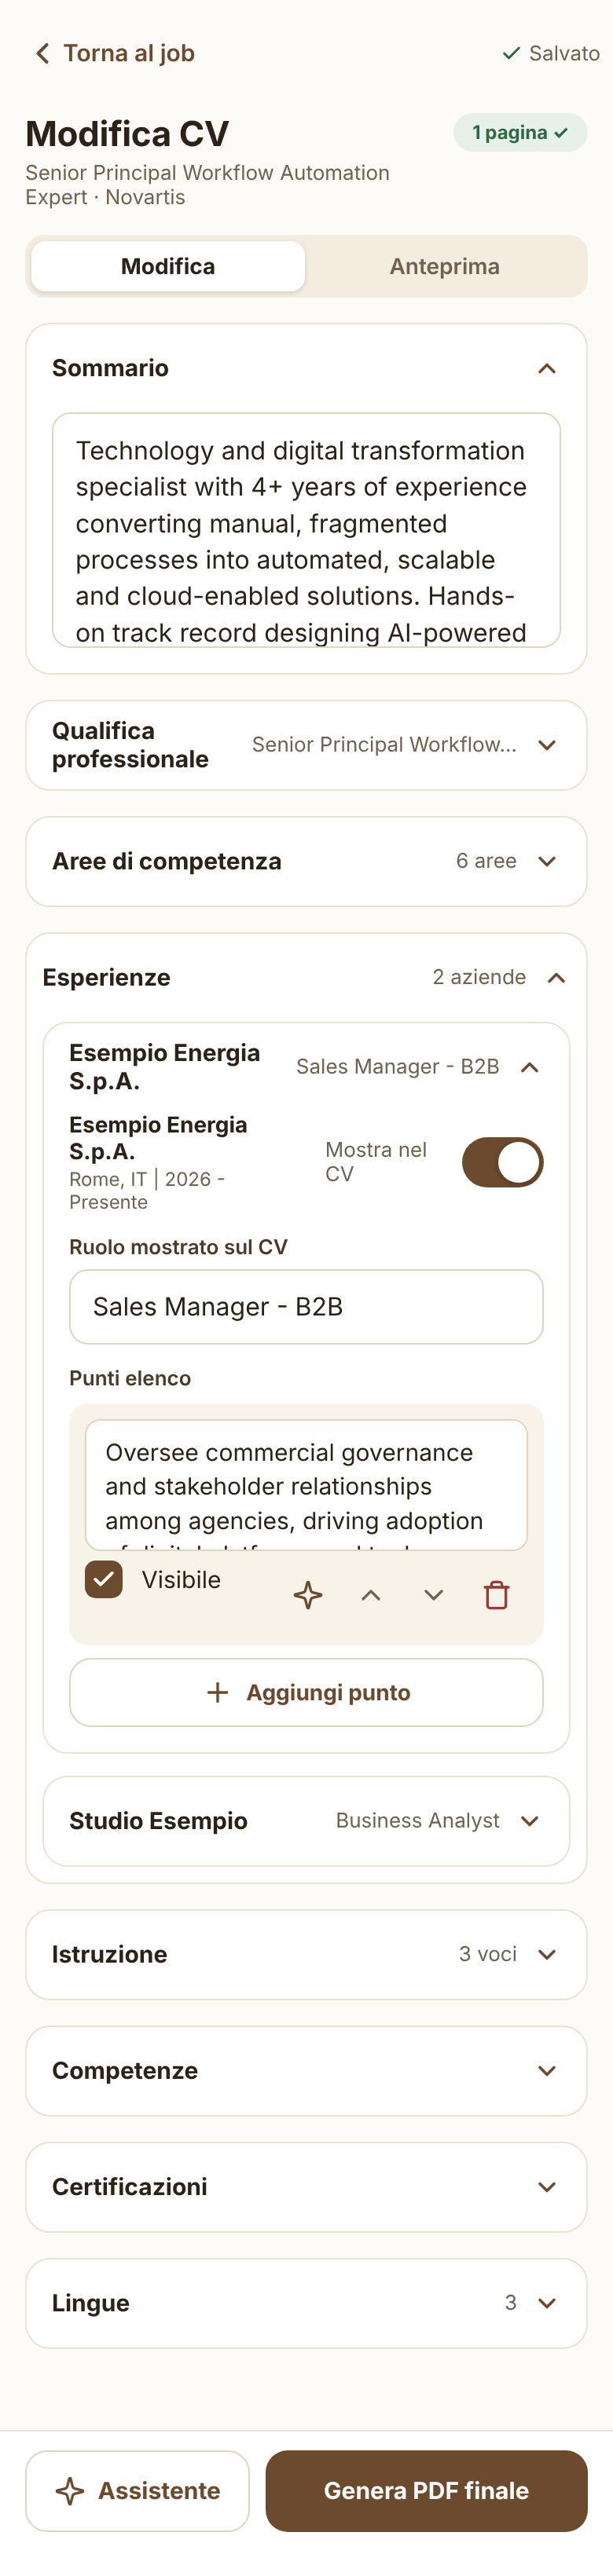 Torna al job
Salvato
Modifica CV
1 pagina
Senior Principal Workflow Automation
Expert · Novartis
Modifica
Anteprima
Sommario
Technology and digital transformation
specialist with 4+ years of experience
converting manual, fragmented
processes into automated, scalable
and cloud-enabled solutions. Hands-
on track record designing AI-powered
Qualifica
professionale
Senior Principal Workflow...
Aree di competenza
6 aree
Esperienze
2 aziende
Esempio Energia
S.p.A.
Sales Manager - B2B
Esempio Energia
S.p.A.
Rome, IT | 2026 -
Presente
Mostra nel
CV
Ruolo mostrato sul CV
Sales Manager - B2B
Punti elenco
Oversee commercial governance
and stakeholder relationships
among agencies, driving adoption
Visibile
Aggiungi punto
Studio Esempio
Business Analyst
Istruzione
3 voci
Competenze
Certificazioni
Lingue
3
Assistente
Genera PDF finale